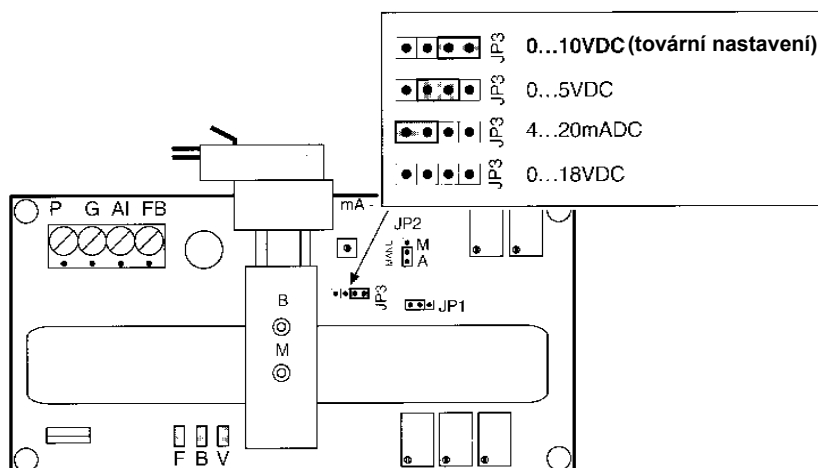 JP3 0...10VDC (tovární nastavení)
JP3 0...5VDC
JP3 4...20mADC
JP3 0...18VDC
P G AI FB
mA -
JP2
MANL
M
A
JP3
JP1
B
M
F B V